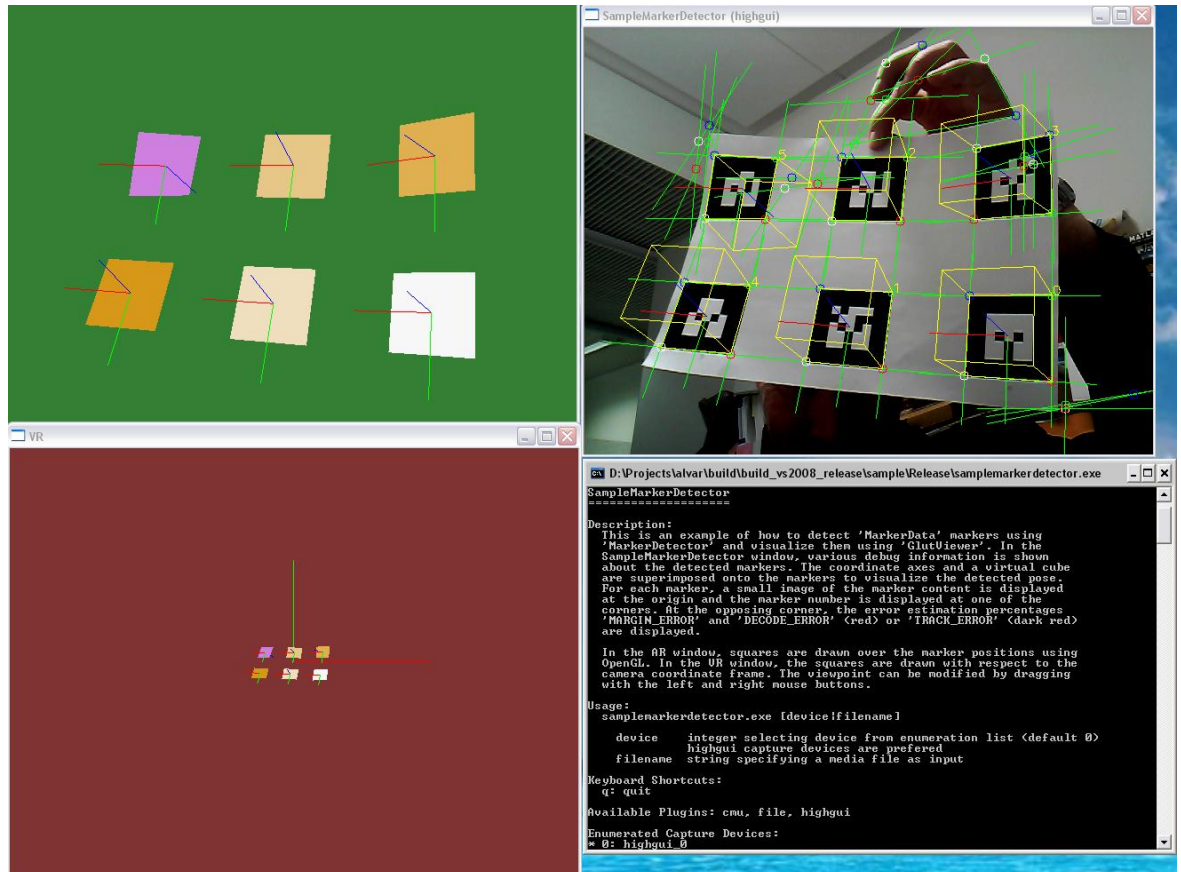 SampleMarkerDetector (highgui)
5
2
3
4
1
0
MATL
VR
D:\Projects\alvar\build\build_vs2008_release\sample\Release\samplemarkerdetector.exe
SampleMarkerDetector
====================
Description:
This is an example of how to detect 'MarkerData' markers using
'MarkerDetector' and visualize them using 'GlutViewer'. In the
SampleMarkerDetector window, various debug information is shown
about the detected markers. The coordinate axes and a virtual cube
are superimposed onto the markers to visualize the detected pose.
For each marker, a small image of the marker content is displayed
at the origin and the marker number is displayed at one of the
corners. At the opposing corner, the error estimation percentages
'MARGIN_ERROR' and 'DECODE_ERROR' (red) or 'TRACK_ERROR' (dark red)
are displayed.
In the AR window, squares are drawn over the marker positions using
OpenGL. In the VR window, the squares are drawn with respect to the
camera coordinate frame. The viewpoint can be modified by dragging
with the left and right mouse buttons.
Usage:
samplemarkerdetector.exe [device|filename]
device integer selecting device from enumeration list (default 0)
highgui capture devices are prefered
filename string specifying a media file as input
Keyboard Shortcuts:
q: quit
Available Plugins: cmu, file, highgui
Enumerated Capture Devices:
* 0: highgui_0